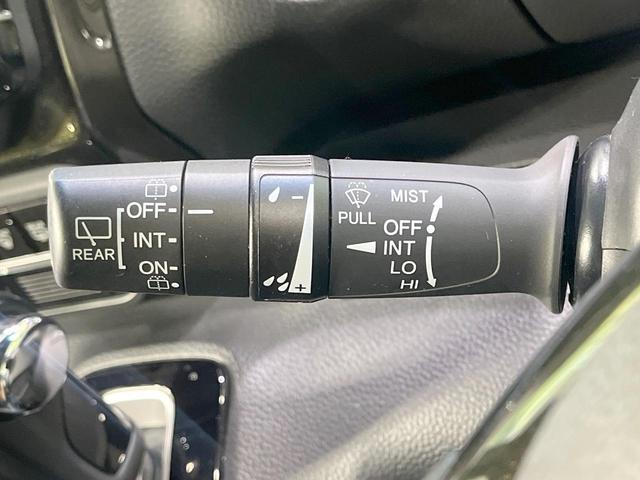 REAR
OFF
INT
ON
−
+
PULL
MIST
OFF
INT
LO
HI